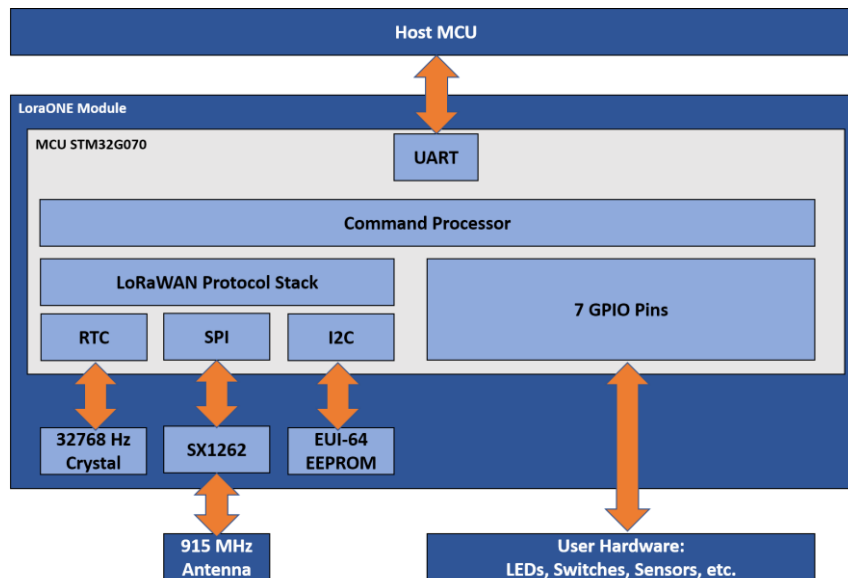 Host MCU
LoraONE Module
MCU STM32G070
UART
Command Processor
LoRaWAN Protocol Stack
7 GPIO Pins
RTC
SPI
I2C
32768 Hz
Crystal
SX1262
EUI-64
EEPROM
915 MHz
Antenna
User Hardware:
LEDs, Switches, Sensors, etc.